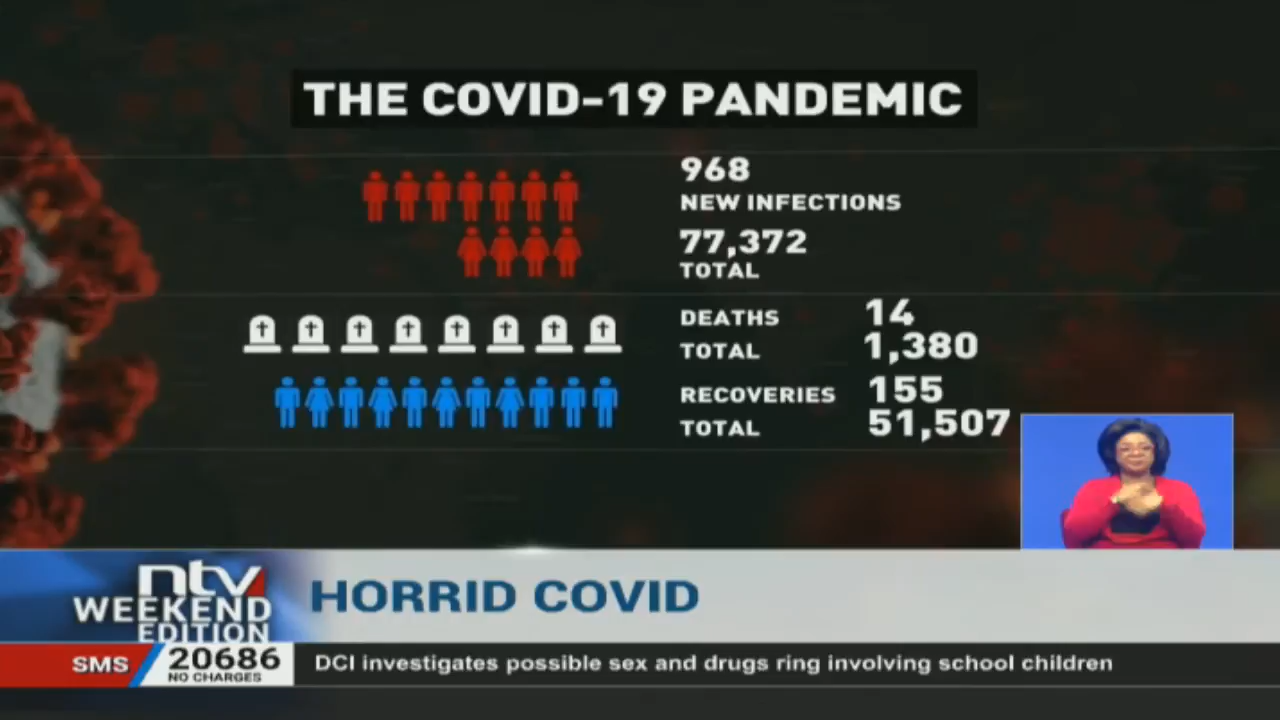 THE COVID-19 PANDEMIC
968
NEW INFECTIONS
77,372
TOTAL
DEATHS 14
TOTAL 1,380
RECOVERIES 155
TOTAL 51,507
ntv
WEEKEND
EDITION
HORRID COVID
SMS 20686
NO CHARGES
DCI investigates possible sex and drugs ring involving school children